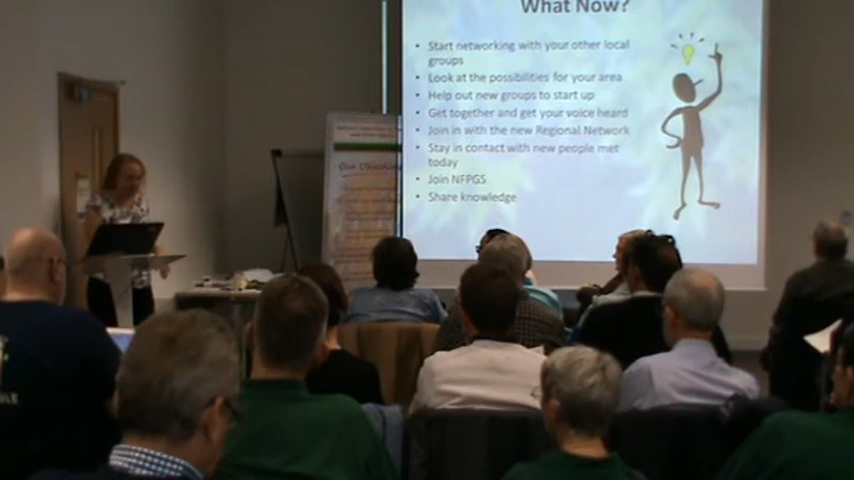 What Now?
• Start networking with your other local
groups
• Look at the possibilities for your area
• Help out new groups to start up
• Get together and get your voice heard
• Join in with the new Regional Network
• Stay in contact with new people met
today
• Join NFPGS
• Share knowledge
Our